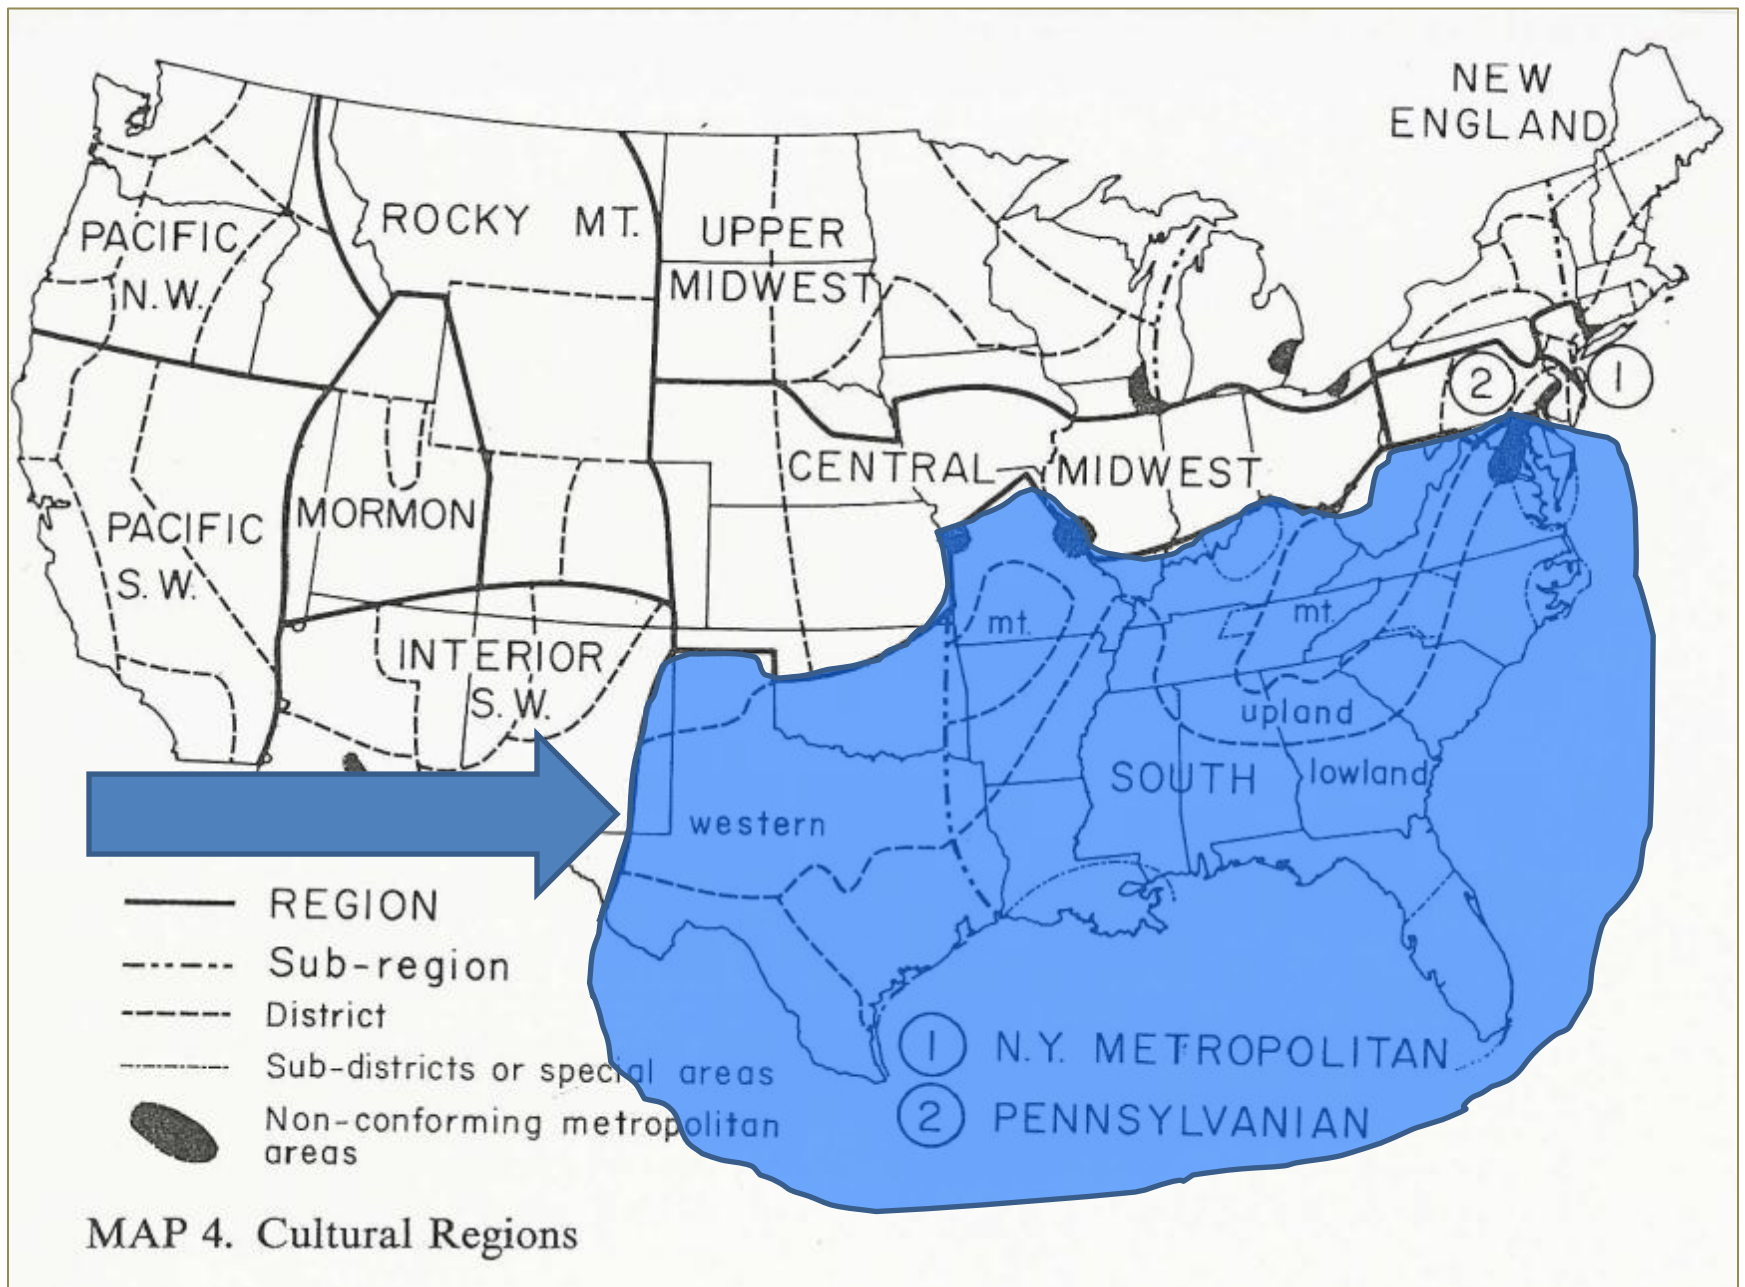 NEW
ENGLAND
PACIFIC
N.W.
ROCKY MT.
UPPER
MIDWEST
2
1
CENTRAL MIDWEST
MORMON
PACIFIC
S.W.
INTERIOR
S.W.
mt.
mt.
upland
SOUTH
lowland
western
REGION
Sub-region
District
Sub-districts or special areas
Non-conforming metropolitan
areas
1 N.Y. METROPOLITAN
2 PENNSYLVANIAN
MAP 4. Cultural Regions